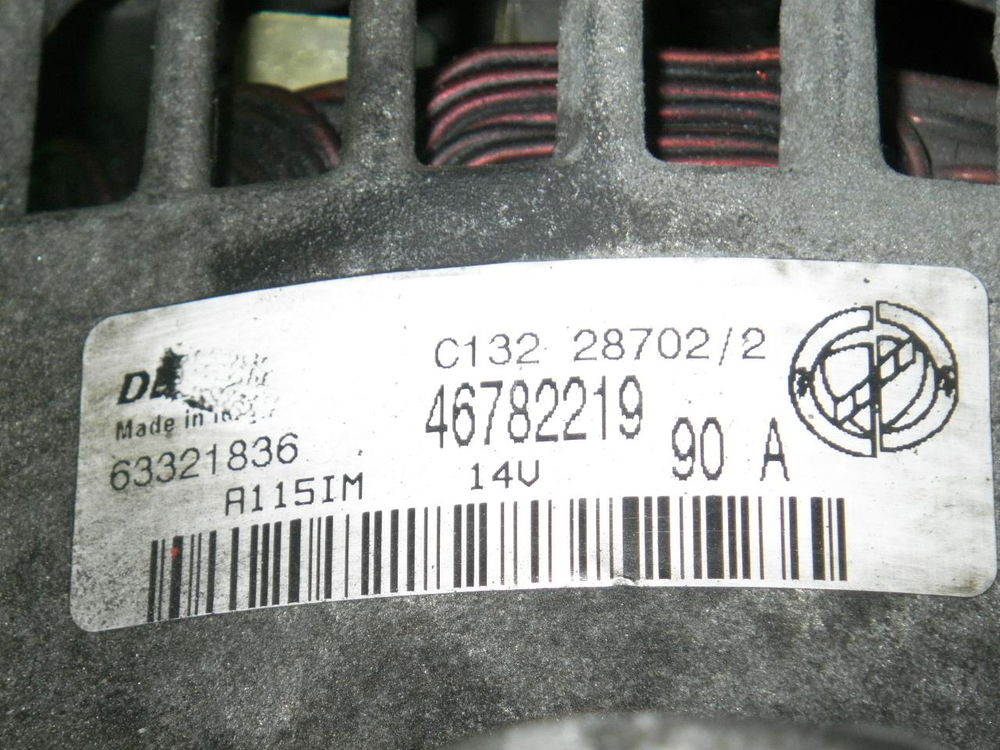 C132 28702/2
46782219
Made in
63321836
90 A
A115IM
14V